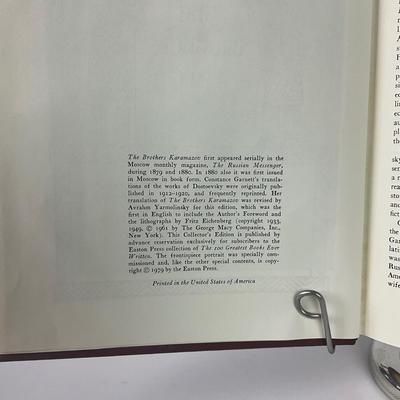 The Brothers Karamazov first appeared serially in the
Moscow monthly magazine, The Russian Messenger,
during 1879 and 1880. In 1880 also it was first issued
in Moscow in book form. Constance Garnett's transla-
tions of the works of Dostoevsky were originally pub-
lished in 1912–1920, and frequently reprinted. Her
translation of The Brothers Karamazov was revised by
Avrahm Yarmolinsky for this edition, which was the
first in English to include the Author's Foreword and
the lithographs by Fritz Eichenberg (copyright 1933,
1949, © 1961 by The George Macy Companies, Inc.,
New York). This Collector's Edition is published by
advance reservation exclusively for subscribers to the
Easton Press collection of The 100 Greatest Books Ever
Written. The frontispiece portrait was specially com-
missioned and, like the other special contents, is copy-
right © 1979 by the Easton Press.
Printed in the United States of America